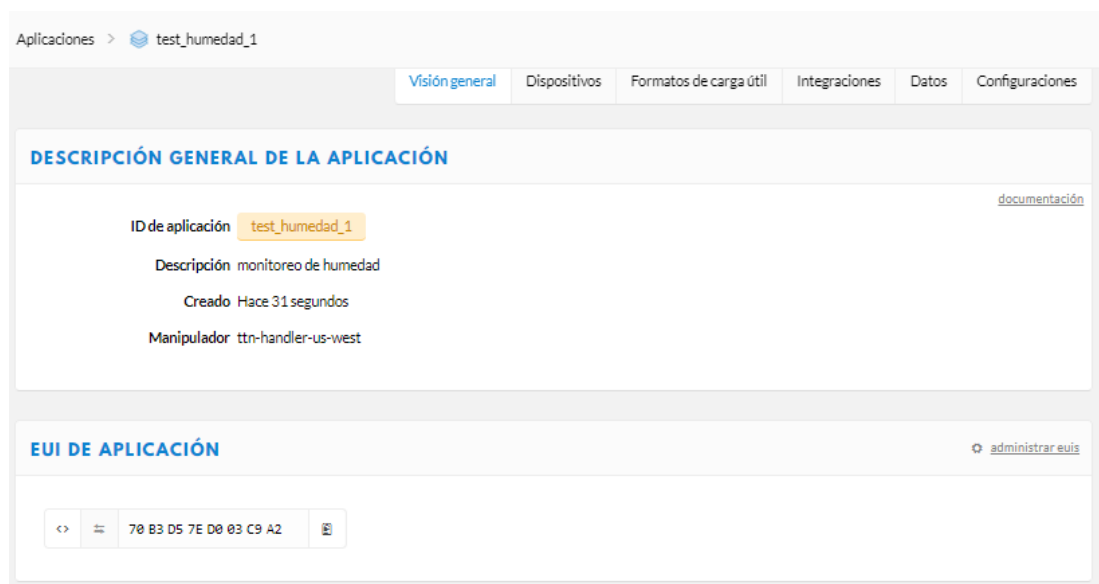 Aplicaciones > test_humedad_1
Visión general Dispositivos Formatos de carga útil Integraciones Datos Configuraciones
DESCRIPCIÓN GENERAL DE LA APLICACIÓN
documentación
ID de aplicación test_humedad_1
Descripción monitoreo de humedad
Creado Hace 31 segundos
Manipulador ttn-handler-us-west
EUI DE APLICACIÓN
administrar euis
<> 70 B3 D5 7E D0 03 C9 A2